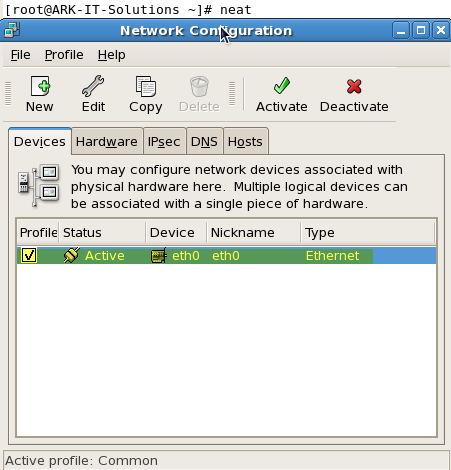 [root@ARK-IT-Solutions ~]# neat
Network Configuration
File Profile Help
New Edit Copy Delete Activate Deactivate
Devices Hardware IPsec DNS Hosts
You may configure network devices associated with
physical hardware here.  Multiple logical devices can
be associated with a single piece of hardware.
Profile Status Device Nickname Type
Active eth0 eth0 Ethernet
Active profile: Common